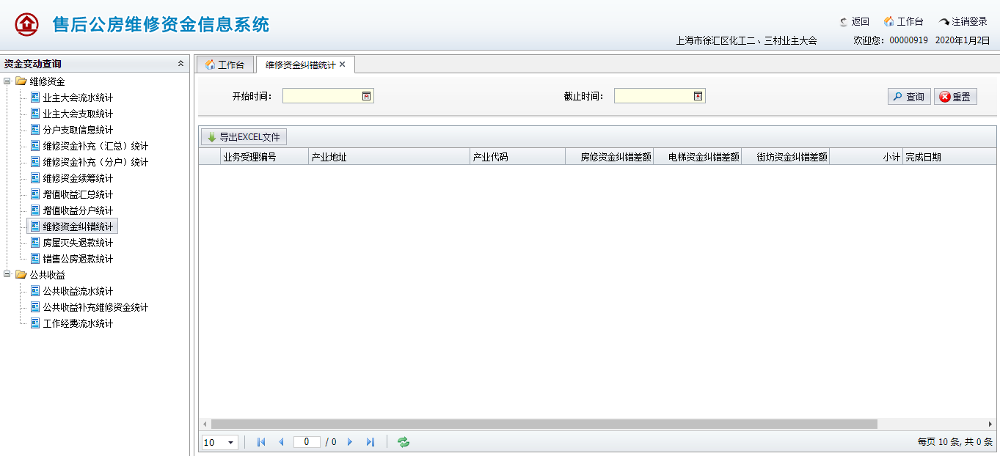 售后公房维修资金信息系统
返回 工作台 注销登录
上海市徐汇区化工二、三村业主大会 欢迎您：00000919 2020年1月2日
资金变动查询
维修资金
业主大会流水统计
业主大会支取统计
分户支取信息统计
维修资金补充（汇总）统计
维修资金补充（分户）统计
维修资金续筹统计
增值收益汇总统计
增值收益分户统计
维修资金纠错统计
房屋灭失退款统计
错售公房退款统计
公共收益
公共收益流水统计
公共收益补充维修资金统计
工作经费流水统计
工作台 维修资金纠错统计
开始时间： 截止时间： 查询 重置
导出EXCEL文件
业务受理编号 产业地址 产业代码 房修资金纠错差额 电梯资金纠错差额 街坊资金纠错差额 小计 完成日期
10 0 / 0 每页 10 条, 共 0 条